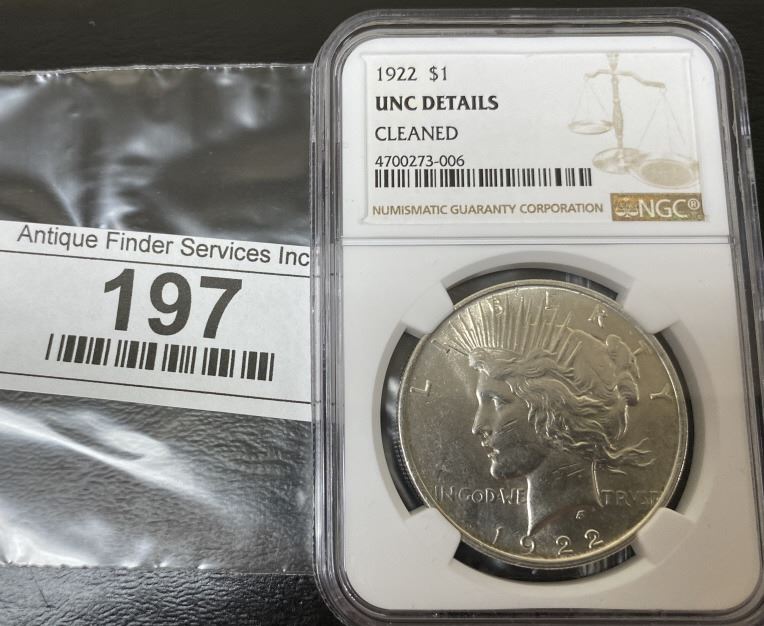 Antique Finder Services Inc
197
1922 $1
UNC DETAILS
CLEANED
4700273-006
NUMISMATIC GUARANTY CORPORATION NGC®
LIBERTY
IN GOD WE TRVST
1922